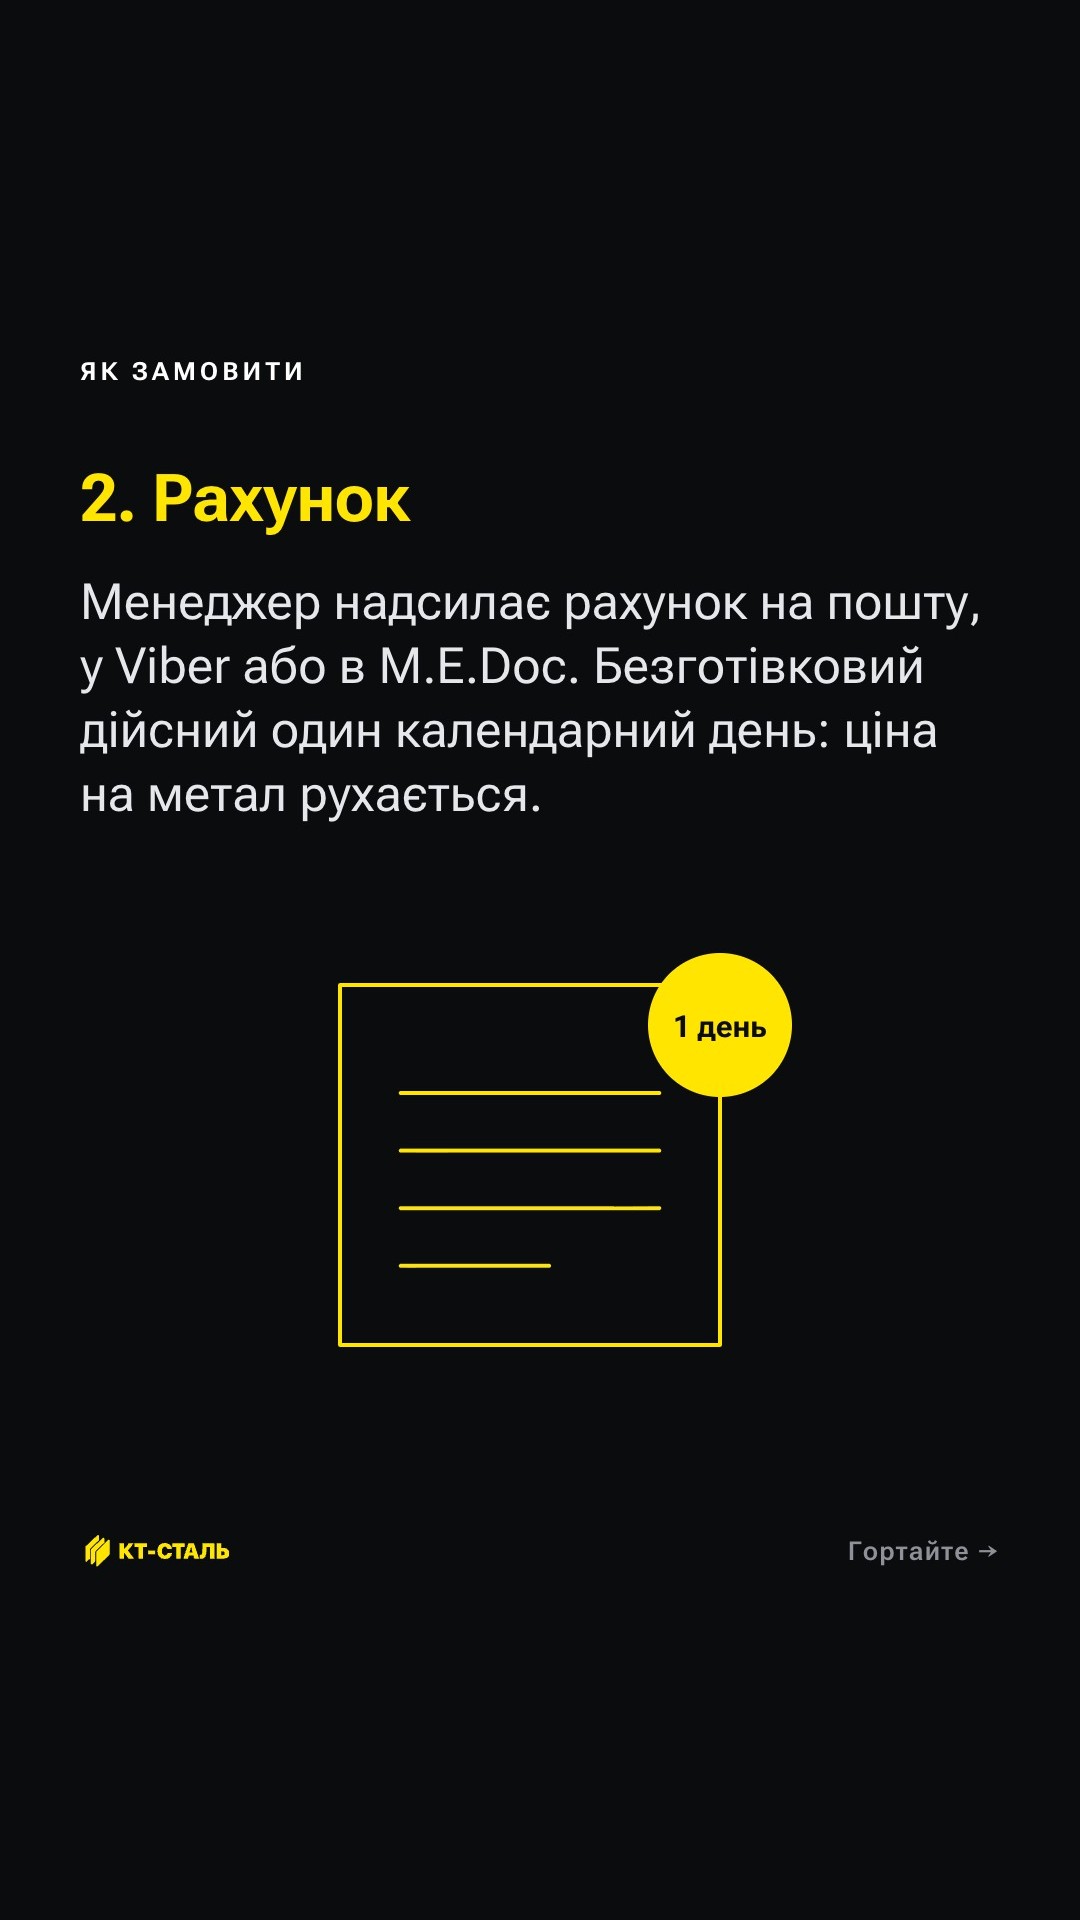 ЯК ЗАМОВИТИ
2. Рахунок
Менеджер надсилає рахунок на пошту,
у Viber або в M.E.Doc. Безготівковий
дійсний один календарний день: ціна
на метал рухається.
1 день
КТ-СТАЛЬ
Гортайте →